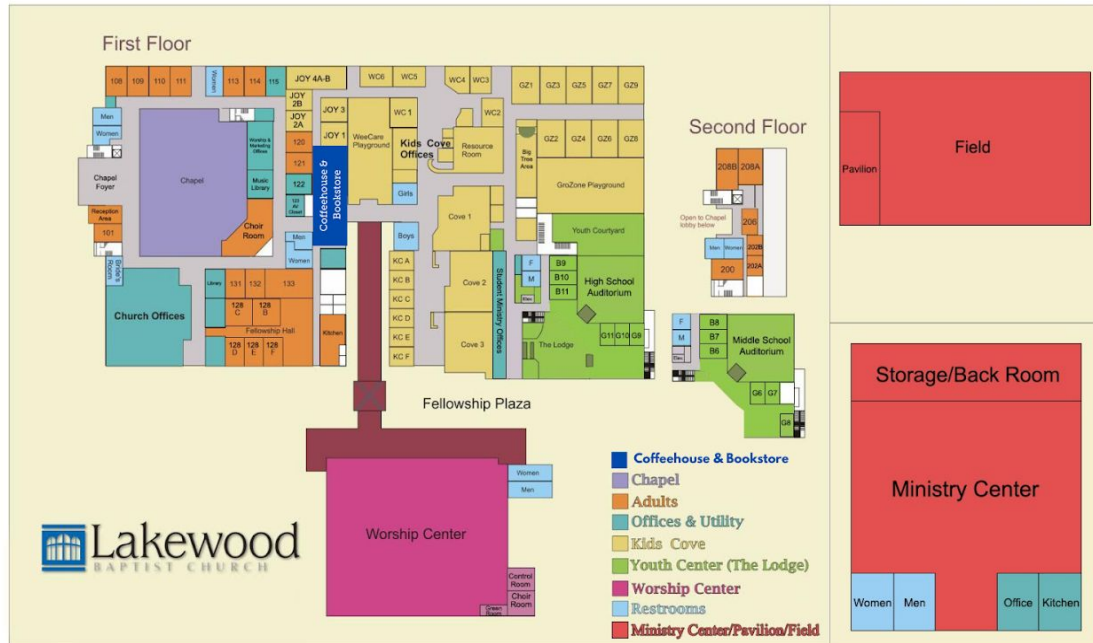 First Floor
108
109
110
111
Women
113
114
115
JOY 4A-B
WC6
WC5
WC4
WC3
GZ1
GZ3
GZ5
GZ7
GZ9
JOY
2B
JOY
2A
JOY 3
JOY 1
WC 1
WC2
Men
Women
Chapel
Foyer
Chapel
Worship &
Marketing
Offices
Music
Library
Choir
Room
120
121
122
123
AV
Closet
Coffeehouse &
Bookstore
WeeCare
Playground
Kids Cove
Offices
Resource
Room
Big
Tree
Area
GZ2
GZ4
GZ6
GZ8
GroZone Playground
Girls
Boys
Reception
Area
101
Bride's
Room
Men
Women
Cove 1
Youth Courtyard
Church Offices
Library
131
132
133
128
C
128
B
Fellowship Hall
128
D
128
E
128
F
Kitchen
KC A
KC B
KC C
KC D
KC E
KC F
Cove 2
Cove 3
Student Ministry Offices
F
M
Elev.
B9
B10
B11
High School
Auditorium
G11
G10
G9
The Lodge
Second Floor
208B
208A
Open to Chapel
lobby below
206
Men
Women
202B
202A
200
F
M
Elev.
B8
B7
B6
Middle School
Auditorium
G6
G7
G8
Fellowship Plaza
Worship Center
Women
Men
Control
Room
Choir
Room
Green
Room
Lakewood
BAPTIST CHURCH
Coffeehouse & Bookstore
Chapel
Adults
Offices & Utility
Kids Cove
Youth Center (The Lodge)
Worship Center
Restrooms
Ministry Center/Pavilion/Field
Pavilion
Field
Storage/Back Room
Ministry Center
Women
Men
Office
Kitchen